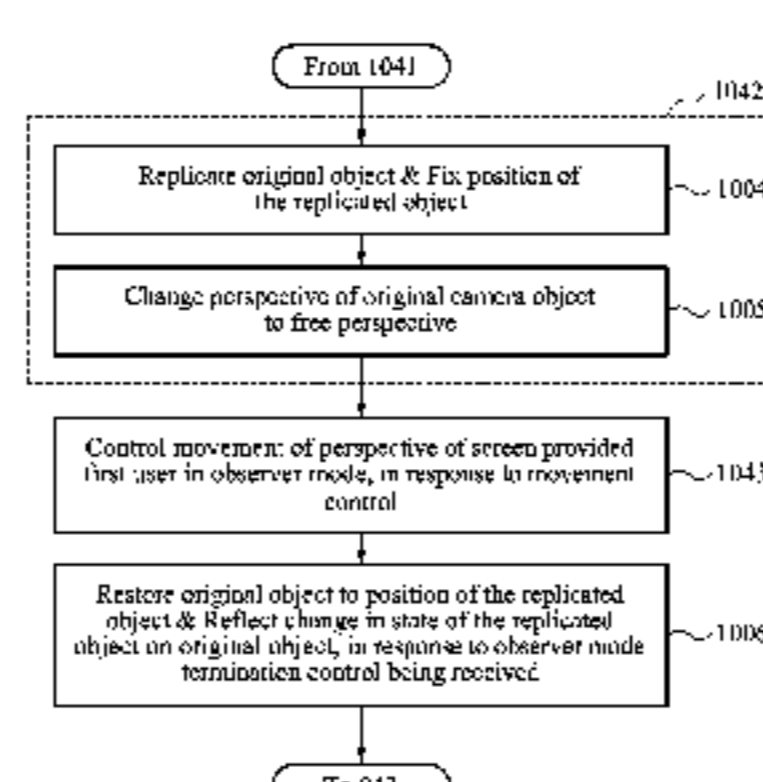 From 1041
1042
Replicate original object & Fix position of
the replicated object
1004
Change perspective of original camera object
to free perspective
1005
Control movement of perspective of screen provided
first user in observer mode, in response to movement
control
1043
Restore original object to position of the replicated
object & Reflect change in state of the replicated
object on original object, in response to observer mode
termination control being received
1006